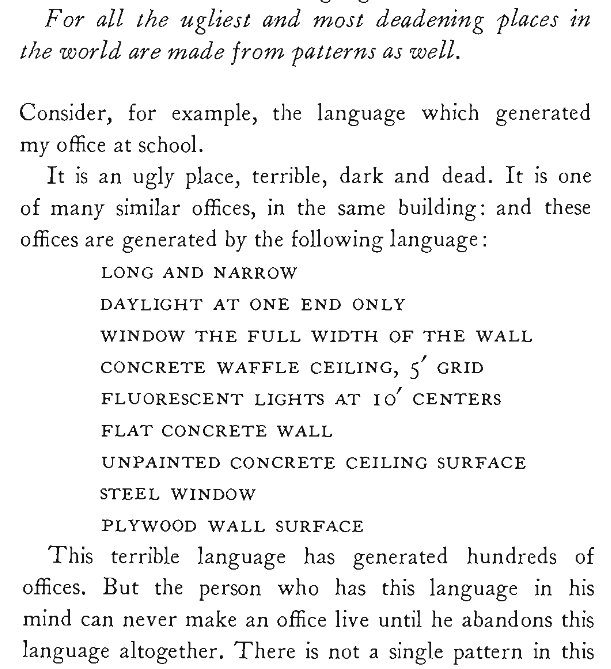 For all the ugliest and most deadening places in
the world are made from patterns as well.
Consider, for example, the language which generated
my office at school.
It is an ugly place, terrible, dark and dead. It is one
of many similar offices, in the same building: and these
offices are generated by the following language:
LONG AND NARROW
DAYLIGHT AT ONE END ONLY
WINDOW THE FULL WIDTH OF THE WALL
CONCRETE WAFFLE CEILING, 5′ GRID
FLUORESCENT LIGHTS AT 10′ CENTERS
FLAT CONCRETE WALL
UNPAINTED CONCRETE CEILING SURFACE
STEEL WINDOW
PLYWOOD WALL SURFACE
This terrible language has generated hundreds of
offices. But the person who has this language in his
mind can never make an office live until he abandons this
language altogether. There is not a single pattern in this